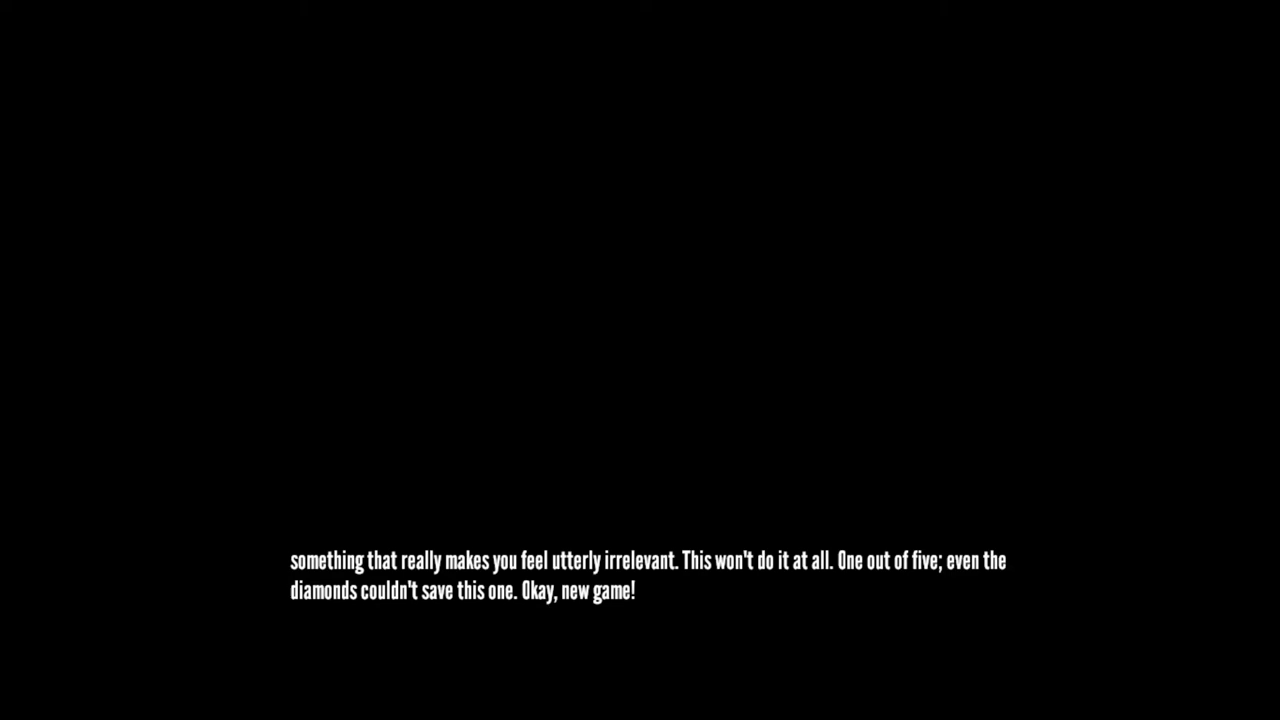 something that really makes you feel utterly irrelevant. This won't do it at all. One out of five; even the
diamonds couldn't save this one. Okay, new game!